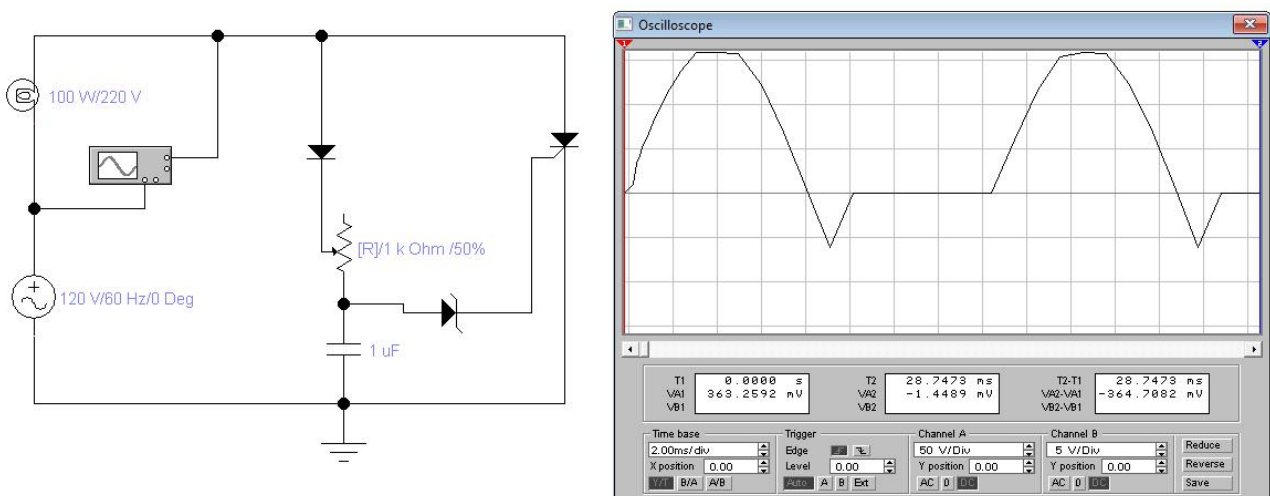 100 W/220 V
[R]/1 k Ohm /50%
120 V/60 Hz/0 Deg
1 uF
Oscilloscope
1
2
T1 0.0000 s
VA1 363.2592 mV
VB1
T2 28.7473 ms
VA2 -1.4489 mV
VB2
T2-T1 28.7473 ms
VA2-VA1 -364.7082 mV
VB2-VB1
Time base
2.00ms/div
X position 0.00
Y/T B/A A/B
Trigger
Edge
Level 0.00
Auto A B Ext
Channel A
50 V/Div
Y position 0.00
AC 0 DC
Channel B
5 V/Div
Y position 0.00
AC 0 DC
Reduce
Reverse
Save